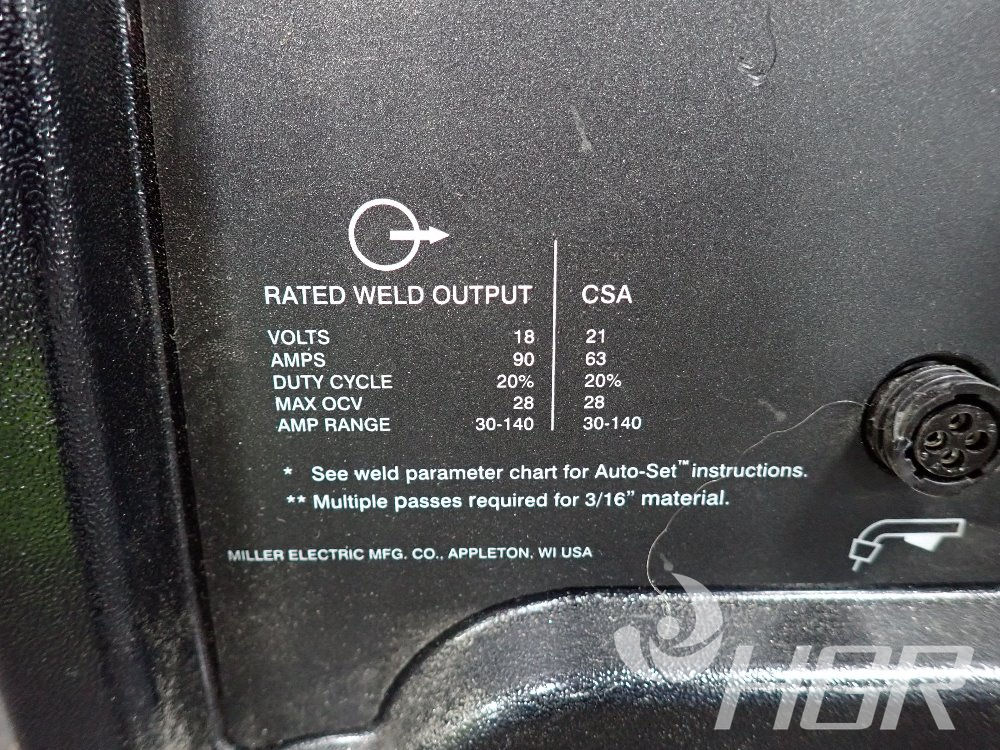 RATED WELD OUTPUT CSA
VOLTS 18 21
AMPS 90 63
DUTY CYCLE 20% 20%
MAX OCV 28 28
AMP RANGE 30-140 30-140
* See weld parameter chart for Auto-Set™ instructions.
** Multiple passes required for 3/16" material.
MILLER ELECTRIC MFG. CO., APPLETON, WI USA
HGR